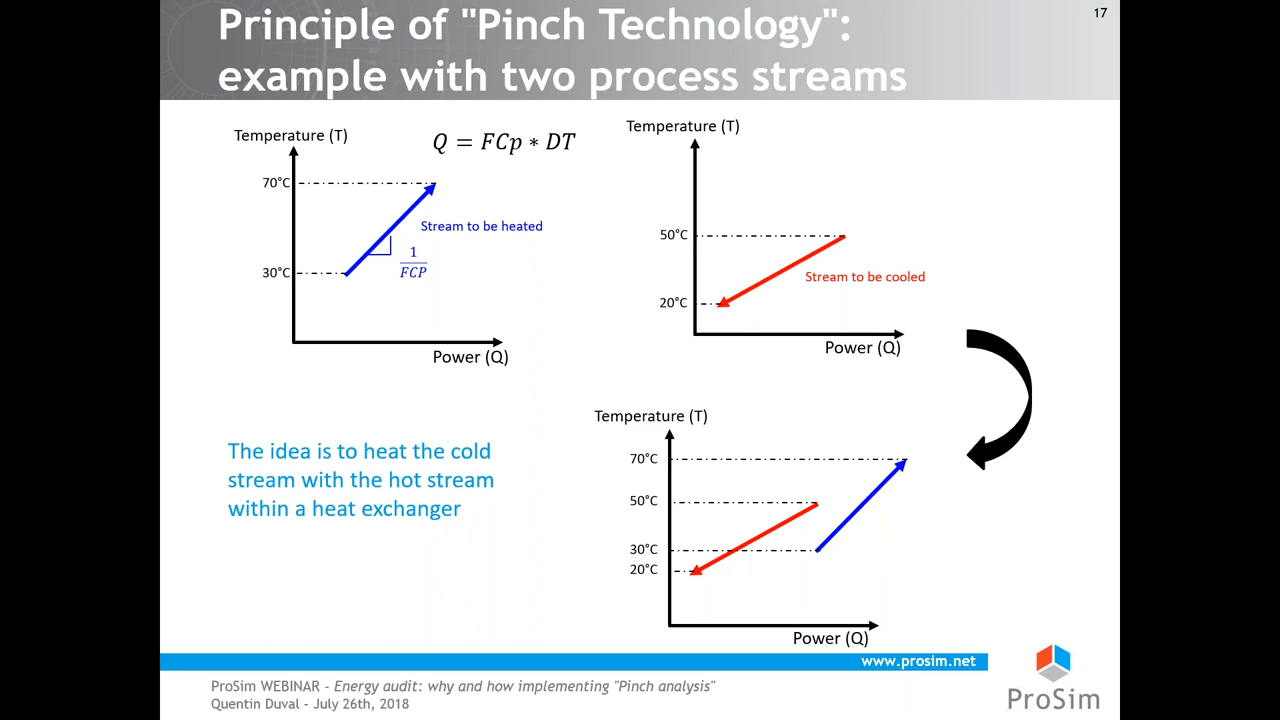 Principle of "Pinch Technology":
example with two process streams
17
Temperature (T)
Q = FCp ∗ DT
70°C
Stream to be heated
1
FCP
30°C
Power (Q)
Temperature (T)
50°C
Stream to be cooled
20°C
Power (Q)
The idea is to heat the cold
stream with the hot stream
within a heat exchanger
Temperature (T)
70°C
50°C
30°C
20°C
Power (Q)
www.prosim.net
ProSim WEBINAR - Energy audit: why and how implementing "Pinch analysis"
Quentin Duval - July 26th, 2018
ProSim